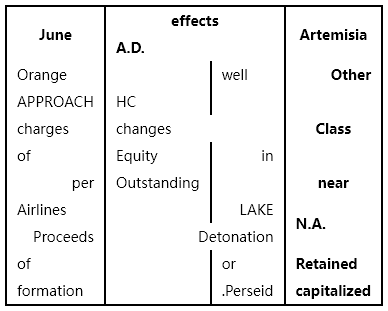 June effects Artemisia
A.D.
Orange well Other
APPROACH HC
charges changes Class
of Equity in
per Outstanding near
Airlines LAKE N.A.
Proceeds Detonation
of or Retained
formation .Perseid capitalized